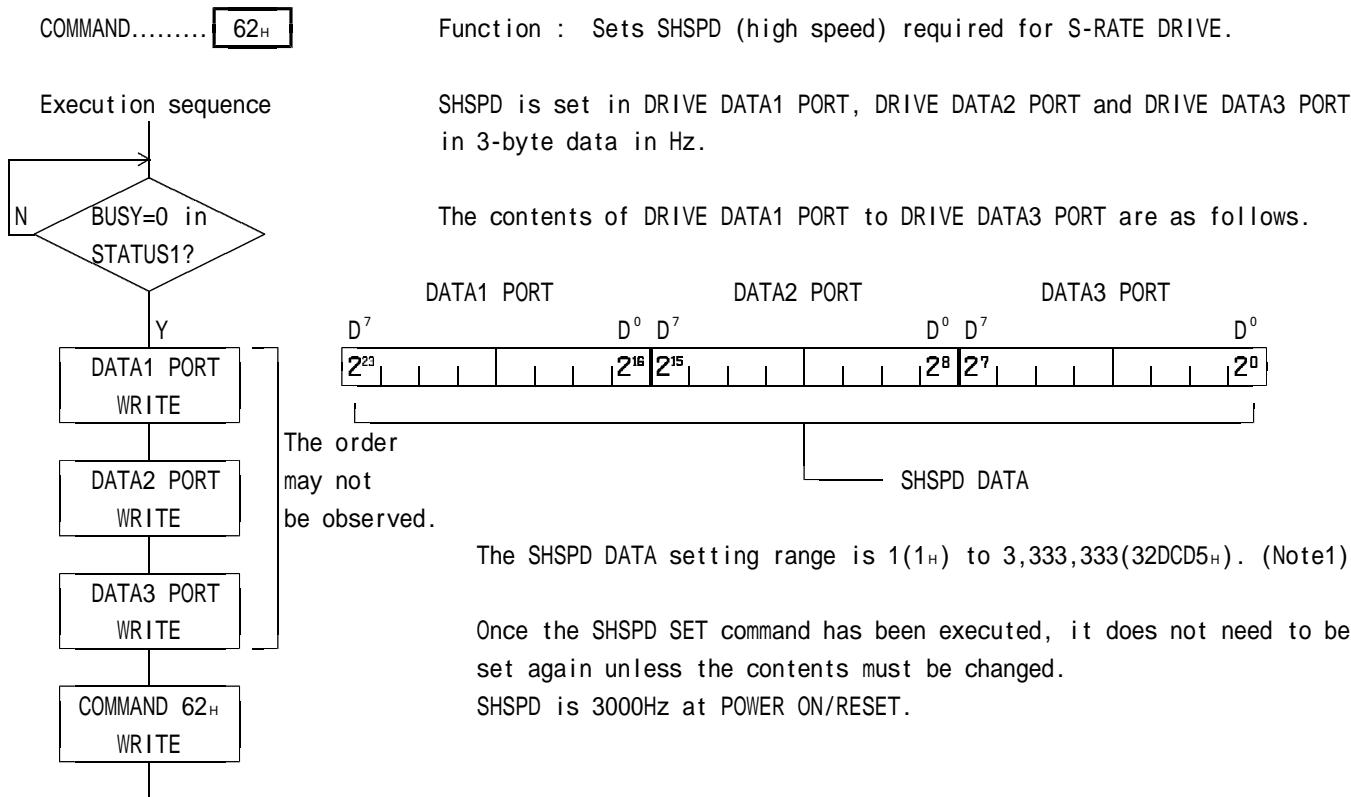 COMMAND......... 62H Function : Sets SHSPD (high speed) required for S-RATE DRIVE.
Execution sequence
SHSPD is set in DRIVE DATA1 PORT, DRIVE DATA2 PORT and DRIVE DATA3 PORT
in 3-byte data in Hz.
N
BUSY=0 in
STATUS1?
Y
The contents of DRIVE DATA1 PORT to DRIVE DATA3 PORT are as follows.
DATA1 PORT DATA2 PORT DATA3 PORT
D⁷ D⁰ D⁷ D⁰ D⁷ D⁰
2²³ 2¹⁶ 2¹⁵ 2⁸ 2⁷ 2⁰
SHSPD DATA
DATA1 PORT
WRITE
DATA2 PORT
WRITE
DATA3 PORT
WRITE
The order
may not
be observed.
COMMAND 62H
WRITE
The SHSPD DATA setting range is 1(1H) to 3,333,333(32DCD5H). (Note1)
Once the SHSPD SET command has been executed, it does not need to be
set again unless the contents must be changed.
SHSPD is 3000Hz at POWER ON/RESET.